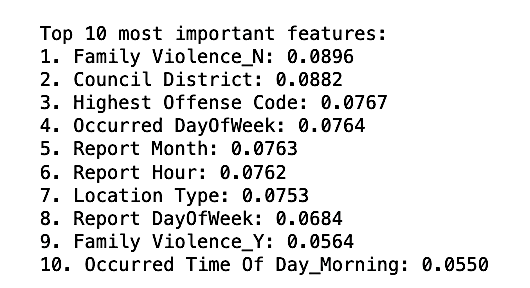 Top 10 most important features:
1. Family Violence_N: 0.0896
2. Council District: 0.0882
3. Highest Offense Code: 0.0767
4. Occurred DayOfWeek: 0.0764
5. Report Month: 0.0763
6. Report Hour: 0.0762
7. Location Type: 0.0753
8. Report DayOfWeek: 0.0684
9. Family Violence_Y: 0.0564
10. Occurred Time Of Day_Morning: 0.0550